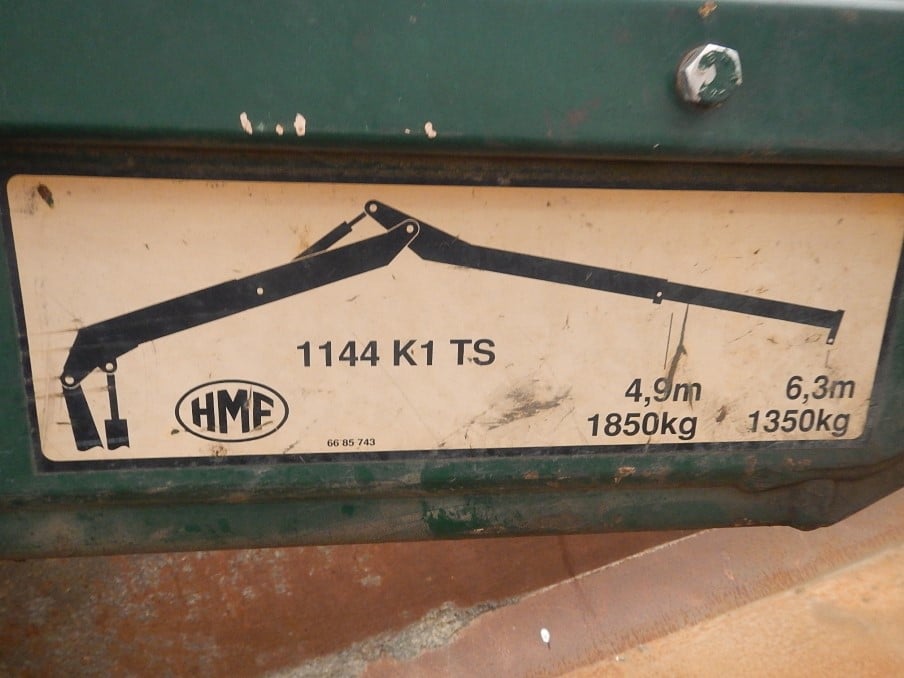 1144 K1 TS
4,9m 6,3m
1850kg 1350kg
HMF
66 85 743